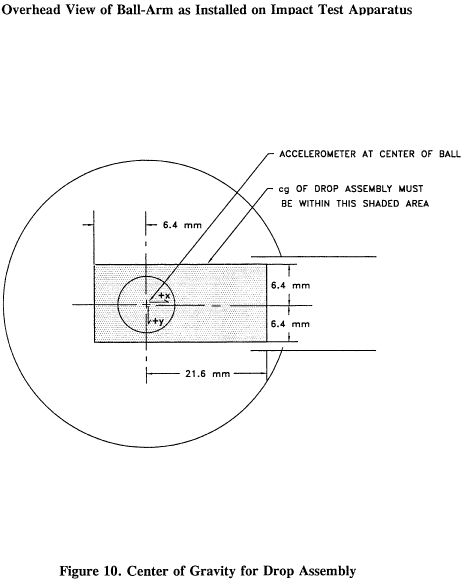 Overhead View of Ball-Arm as Installed on Impact Test Apparatus
ACCELEROMETER AT CENTER OF BALL
cg OF DROP ASSEMBLY MUST
BE WITHIN THIS SHADED AREA
6.4 mm
6.4 mm
+x
+y
6.4 mm
21.6 mm
Figure 10. Center of Gravity for Drop Assembly